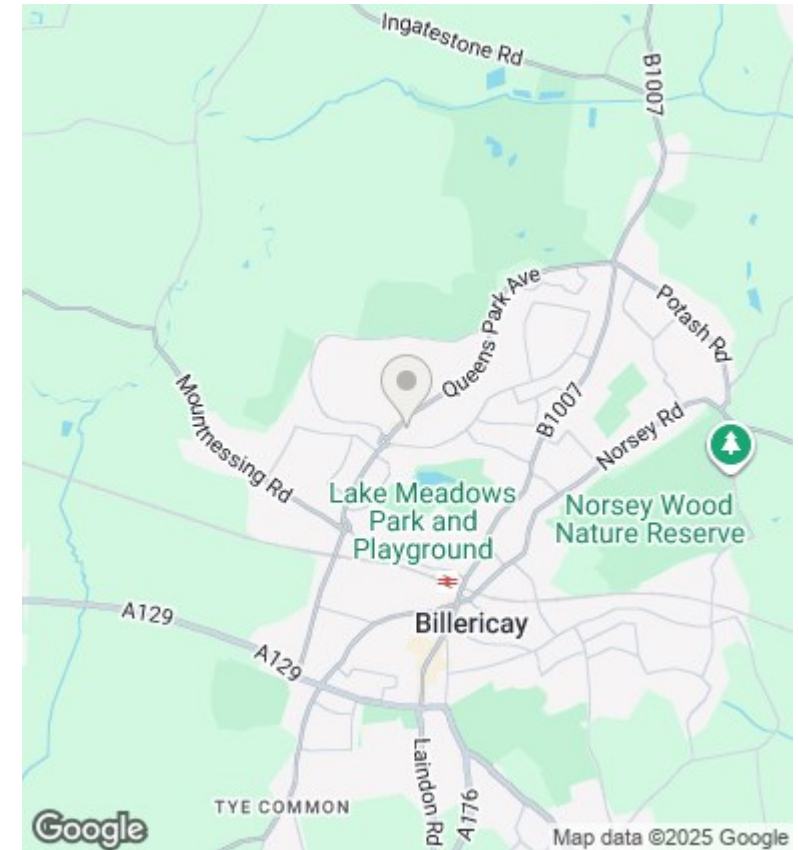 Ingatestone Rd
B1007
Queens Park Ave
Potash Rd
Mountnessing Rd
B1007
Norsey Rd
Lake Meadows
Park and
Playground
Norsey Wood
Nature Reserve
A129
Billericay
A129
Laindon Rd
A176
TYE COMMON
Google
Map data ©2025 Google